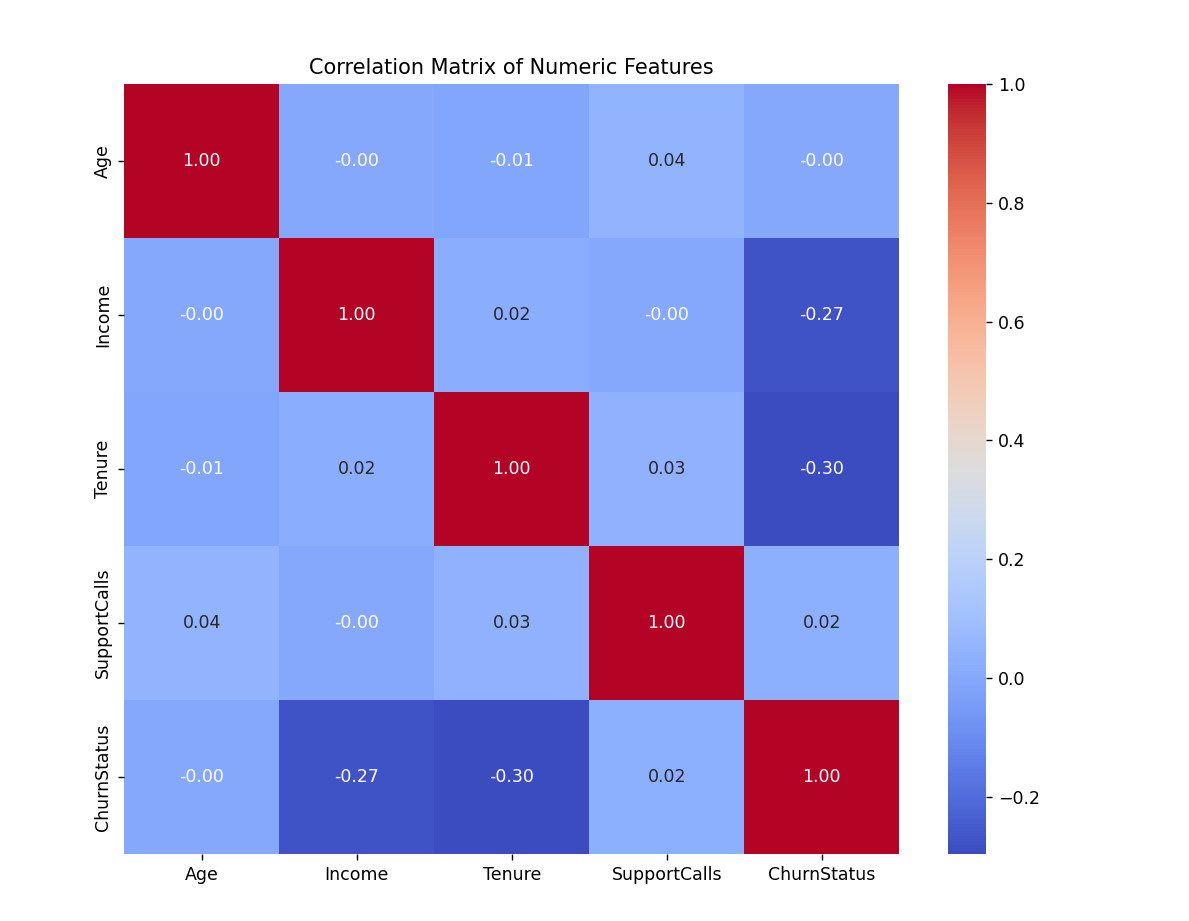 Correlation Matrix of Numeric Features
Age 1.00 -0.00 -0.01 0.04 -0.00
Income -0.00 1.00 0.02 -0.00 -0.27
Tenure -0.01 0.02 1.00 0.03 -0.30
SupportCalls 0.04 -0.00 0.03 1.00 0.02
ChurnStatus -0.00 -0.27 -0.30 0.02 1.00
Age Income Tenure SupportCalls ChurnStatus
1.0
0.8
0.6
0.4
0.2
0.0
−0.2